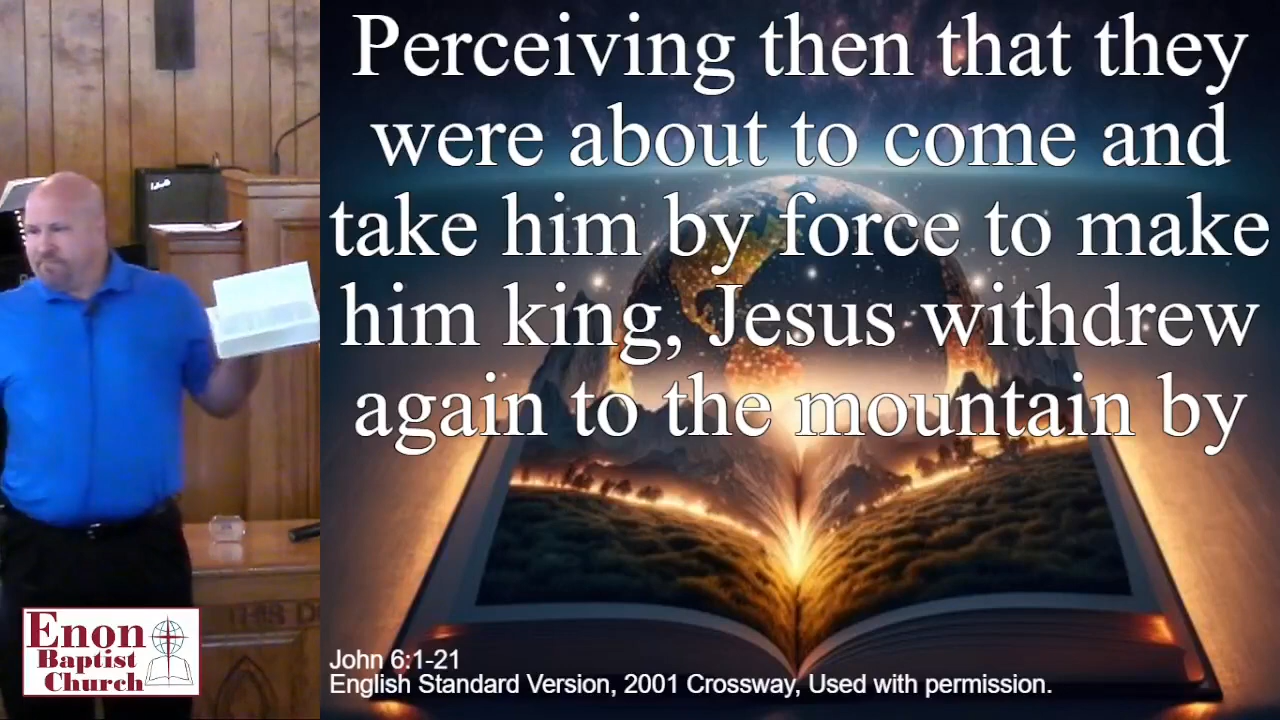 Perceiving then that they
were about to come and
take him by force to make
him king, Jesus withdrew
again to the mountain by
John 6:1-21
English Standard Version, 2001 Crossway, Used with permission.
Enon
Baptist
Church
THIS DO